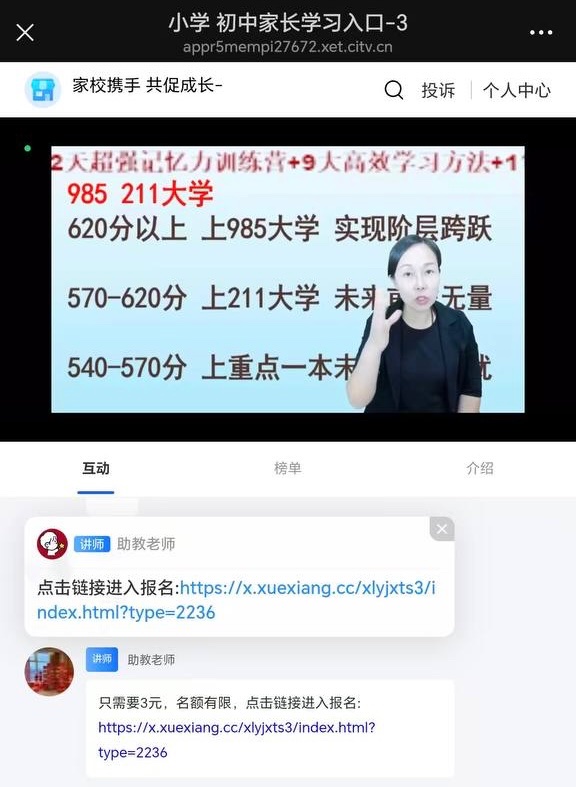 小学 初中家长学习入口-3
appr5mempi27672.xet.citv.cn
家校携手 共促成长-
投诉
个人中心
2天超强记忆力训练营+9大高效学习方法+1
985 211大学
620分以上 上985大学 实现阶层跨跃
570-620分 上211大学 未来 无量
540-570分 上重点一本未
互动
榜单
介绍
讲师 助教老师
点击链接进入报名:https://x.xuexiang.cc/xlyjxts3/i
ndex.html?type=2236
讲师 助教老师
只需要3元，名额有限，点击链接进入报名:
https://x.xuexiang.cc/xlyjxts3/index.html?
type=2236